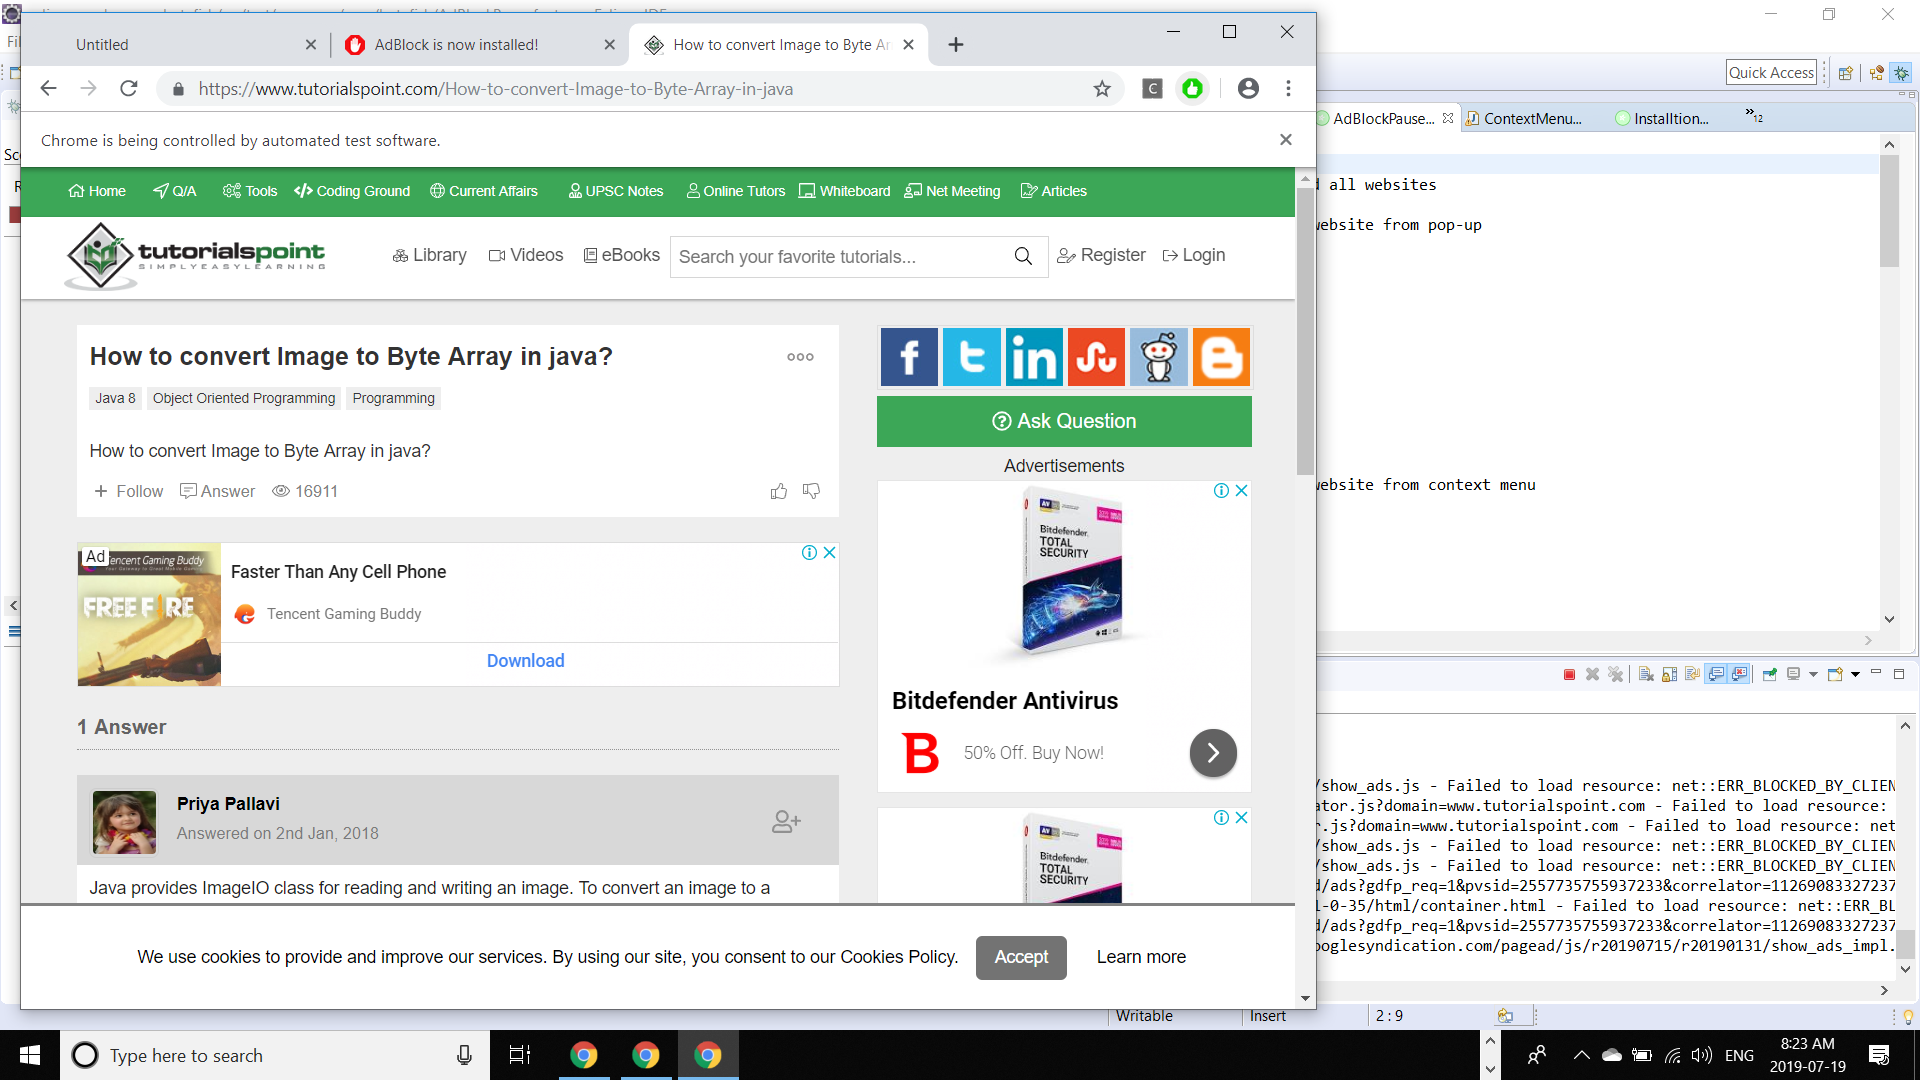 Untitled
AdBlock is now installed!
How to convert Image to Byte Ar
https://www.tutorialspoint.com/How-to-convert-Image-to-Byte-Array-in-java
Chrome is being controlled by automated test software.
Home Q/A Tools Coding Ground Current Affairs UPSC Notes Online Tutors Whiteboard Net Meeting Articles
tutorialspoint
SIMPLYEASYLEARNING
Library Videos eBooks Search your favorite tutorials... Register Login
How to convert Image to Byte Array in java?
Java 8 Object Oriented Programming Programming
How to convert Image to Byte Array in java?
Follow Answer 16911
Ad
Tencent Gaming Buddy
FREE FIRE
Faster Than Any Cell Phone
Tencent Gaming Buddy
Download
1 Answer
Priya Pallavi
Answered on 2nd Jan, 2018
Java provides ImageIO class for reading and writing an image. To convert an image to a
Ask Question
Advertisements
Bitdefender
TOTAL
SECURITY
Bitdefender Antivirus
B
50% Off. Buy Now!
Bitdefender
TOTAL
SECURITY
We use cookies to provide and improve our services. By using our site, you consent to our Cookies Policy. Accept Learn more
Quick Access
AdBlockPause... ContextMenu... Installtion... 12
all websites
website from pop-up
website from context menu
/show_ads.js - Failed to load resource: net::ERR_BLOCKED_BY_CLIEN
ator.js?domain=www.tutorialspoint.com - Failed to load resource:
r.js?domain=www.tutorialspoint.com - Failed to load resource: net
/show_ads.js - Failed to load resource: net::ERR_BLOCKED_BY_CLIEN
/show_ads.js - Failed to load resource: net::ERR_BLOCKED_BY_CLIEN
d/ads?gdfp_req=1&pvsid=2557735755937233&correlator=11269083327237
1-0-35/html/container.html - Failed to load resource: net::ERR_BL
d/ads?gdfp_req=1&pvsid=2557735755937233&correlator=11269083327237
oglesyndication.com/pagead/js/r20190715/r20190131/show_ads_impl.
Writable Insert 2 : 9
Type here to search
ENG
8:23 AM
2019-07-19